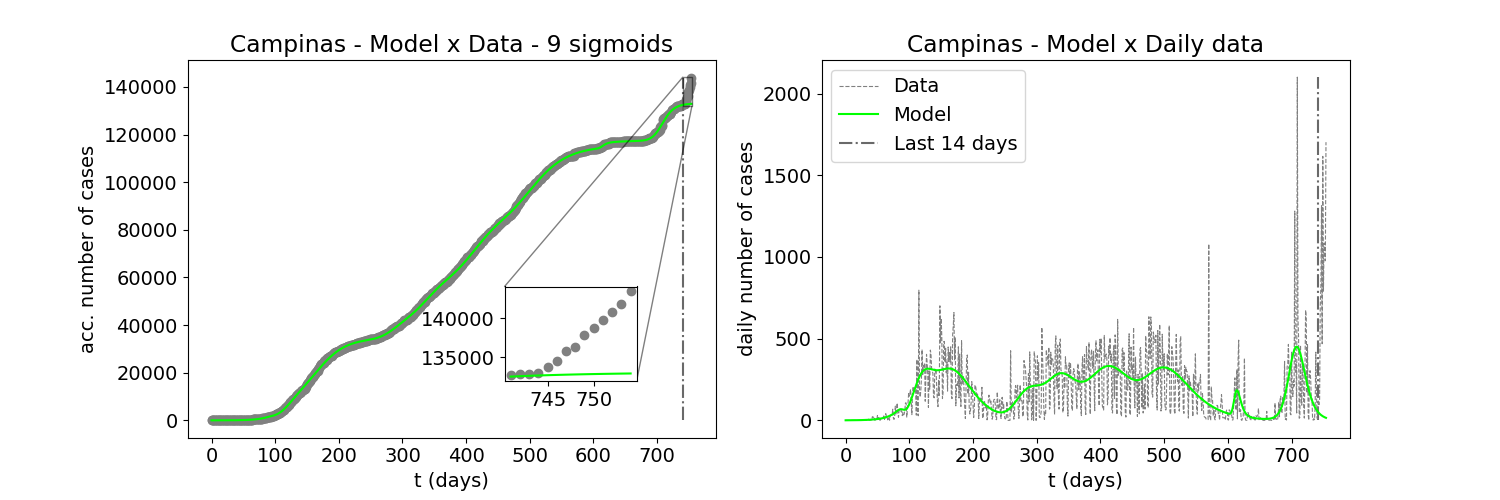 Campinas - Model x Data - 9 sigmoids
acc. number of cases
140000
120000
100000
80000
60000
40000
20000
0
140000
135000
745 750
0 100 200 300 400 500 600 700
t (days)
Campinas - Model x Daily data
daily number of cases
2000
1500
1000
500
0
Data
Model
Last 14 days
0 100 200 300 400 500 600 700
t (days)